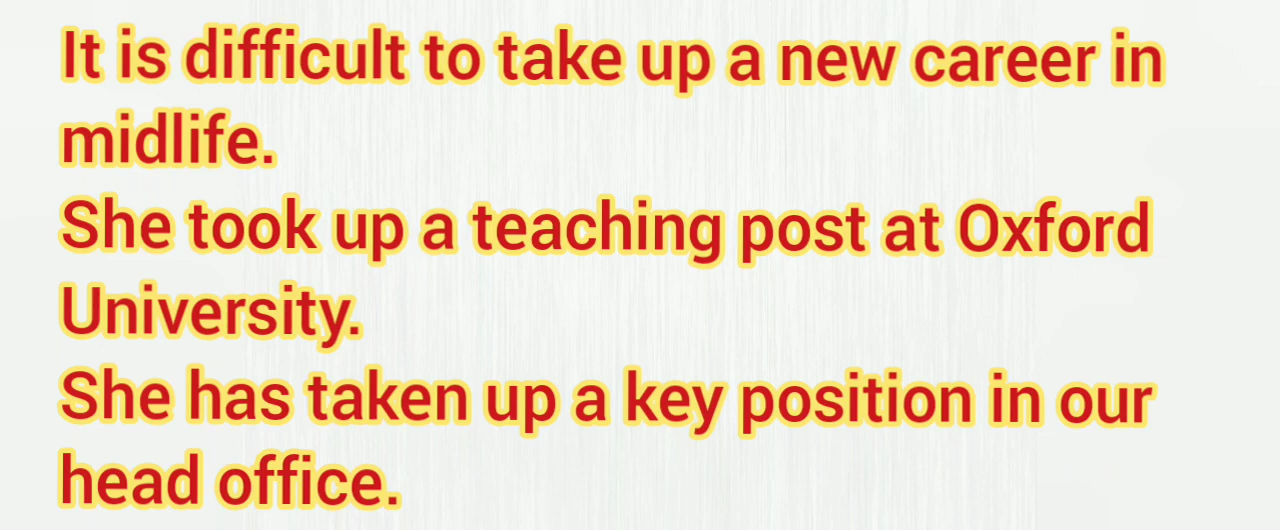 It is difficult to take up a new career in
midlife.
She took up a teaching post at Oxford
University.
She has taken up a key position in our
head office.